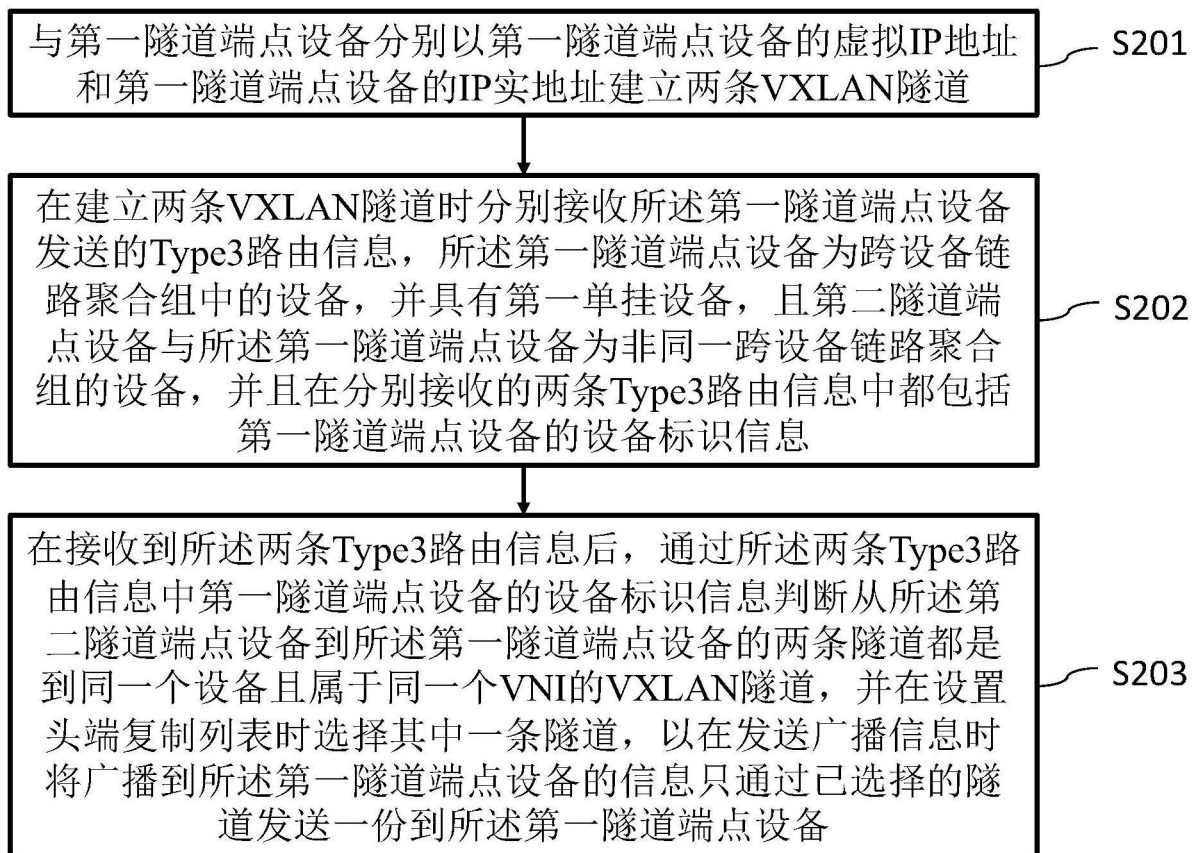 与第一隧道端点设备分别以第一隧道端点设备的虚拟IP地址
和第一隧道端点设备的IP实地址建立两条VXLAN隧道
S201
在建立两条VXLAN隧道时分别接收所述第一隧道端点设备
发送的Type3路由信息，所述第一隧道端点设备为跨设备链
路聚合组中的设备，并具有第一单挂设备，且第二隧道端
点设备与所述第一隧道端点设备为非同一跨设备链路聚合
组的设备，并且在分别接收的两条Type3路由信息中都包括
第一隧道端点设备的设备标识信息
S202
在接收到所述两条Type3路由信息后，通过所述两条Type3路
由信息中第一隧道端点设备的设备标识信息判断从所述第
二隧道端点设备到所述第一隧道端点设备的两条隧道都是
到同一个设备且属于同一个VNI的VXLAN隧道，并在设置
头端复制列表时选择其中一条隧道，以在发送广播信息时
将广播到所述第一隧道端点设备的信息只通过已选择的隧
道发送一份到所述第一隧道端点设备
S203